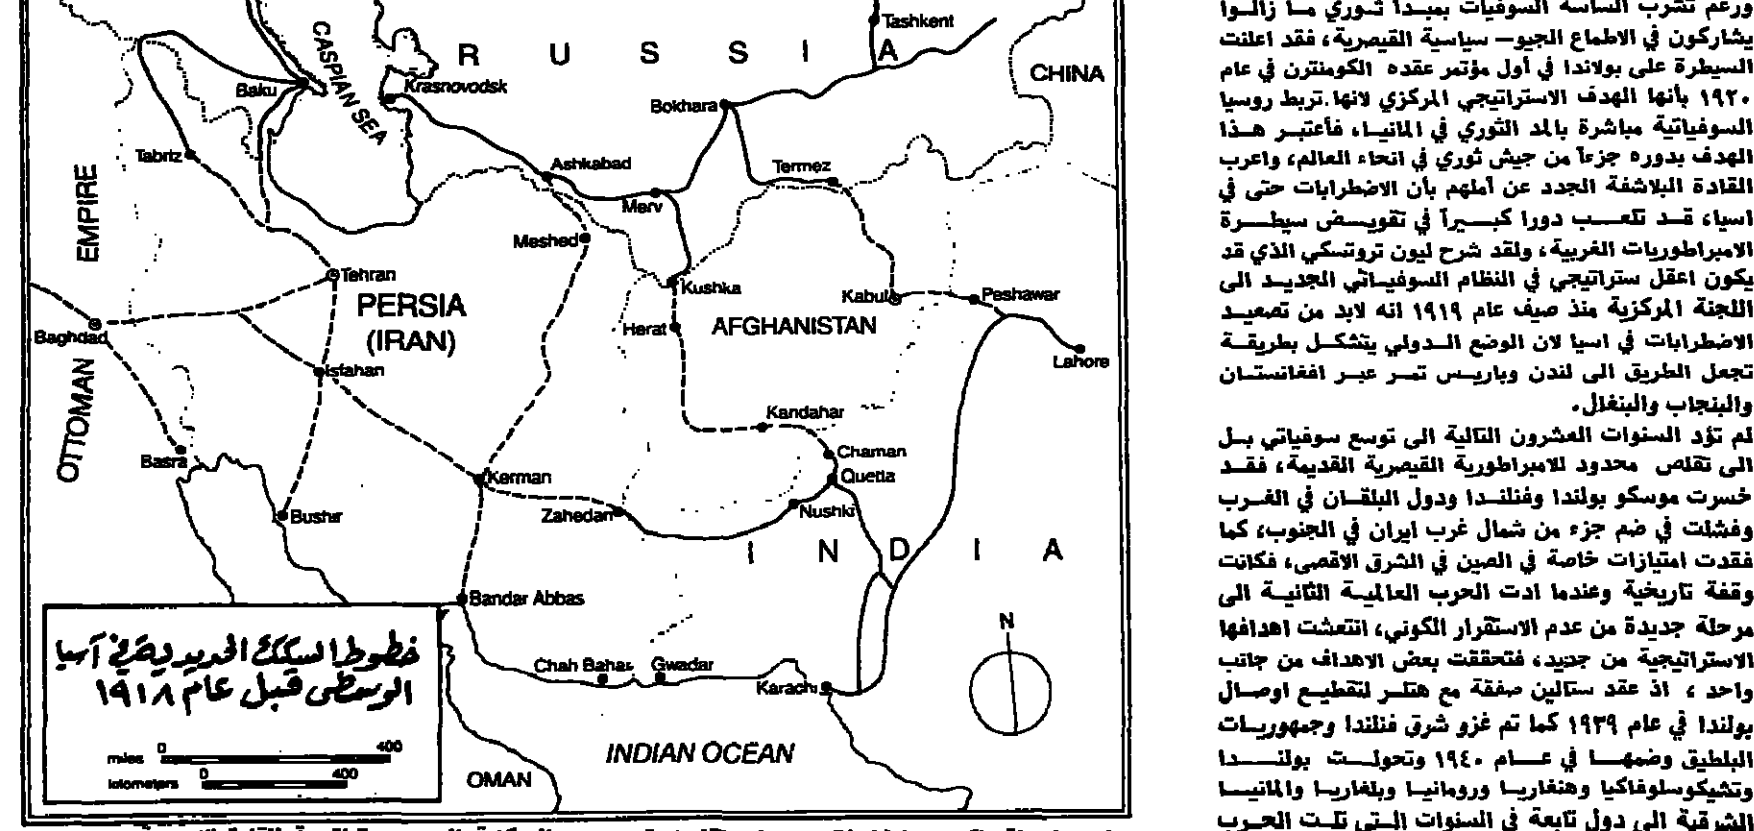 Tashkent
R U S S I A
CASPIAN SEA
CHINA
Baku
Krasnovodsk
Bokhara
Tabriz
Ashkabad
Termez
Merv
Meshed
EMPIRE
Tehran
Kushka
Kabul
Peshawar
PERSIA
(IRAN)
Herat
AFGHANISTAN
Baghdad
Lahore
Isfahan
OTTOMAN
Kandahar
Chaman
Basra
Kerman
Quetta
Zahedan
Nushki
Bushir
I N D I A
Bandar Abbas
N
Chah Bahar
Gwadar
Karachi
INDIAN OCEAN
OMAN
خطوط السكك الحديدية في آسيا
الوسطى قبل عام ١٩١٨
miles 0 400
kilometers 0 400
ورغم تشرب الساسة السوفيات بمبدأ ثوري ما زالوا
يشاركون في الاطماع الجيو– سياسية القيصرية، فقد اعلنت
السيطرة على بولاندا في أول مؤتمر عقده الكومنترن في عام
١٩٢٠ بأنها الهدف الاستراتيجي المركزي لانها تربط روسيا
السوفياتية مباشرة بالمد الثوري في المانيا، فأعتبر هذا
الهدف بدوره جزءاً من جيش ثوري في انحاء العالم، واعرب
القادة البلاشفة الجدد عن آملهم بأن الاضطرابات حتى في
اسيا، قد تلعب دورا كبيراً في تقويض سيطرة
الامبراطوريات الغربية، ولقد شرح ليون تروتسكي الذي قد
يكون اعقل ستراتيجي في النظام السوفياتي الجديد الى
اللجنة المركزية منذ صيف عام ١٩١٩ انه لابد من تصعيد
الاضطرابات في اسيا لان الوضع الدولي يتشكل بطريقة
تجعل الطريق الى لندن وباريس تمر عبر افغانستان
والبنجاب والبنغال.
لم تؤد السنوات العشرون التالية الى توسع سوفياتي بل
الى تقلص محدود للامبراطورية القيصرية القديمة، فقد
خسرت موسكو بولندا وفنلندا ودول البلقان في الغرب
وفشلت في ضم جزء من شمال غرب ايران في الجنوب، كما
فقدت امتيازات خاصة في الصين في الشرق الاقصى، فكانت
وقفة تاريخية وعندما ادت الحرب العالمية الثانية الى
مرحلة جديدة من عدم الاستقرار الكوني، انتعشت اهدافها
الاستراتيجية من جديد، فتحققت بعض الاهداف من جانب
واحد ، اذ عقد ستالين صفقة مع هتلر لتقطيع اوصال
بولندا في عام ١٩٣٩ كما تم غزو شرق فنلندا وجمهوريات
البلطيق وضمها في عام ١٩٤٠ وتحولت بولندا
وتشيكوسلوفاكيا وهنغاريا ورومانيا وبلغاريا والمانيا
الشرقية الى دول تابعة في السنوات التي تلت الحرب